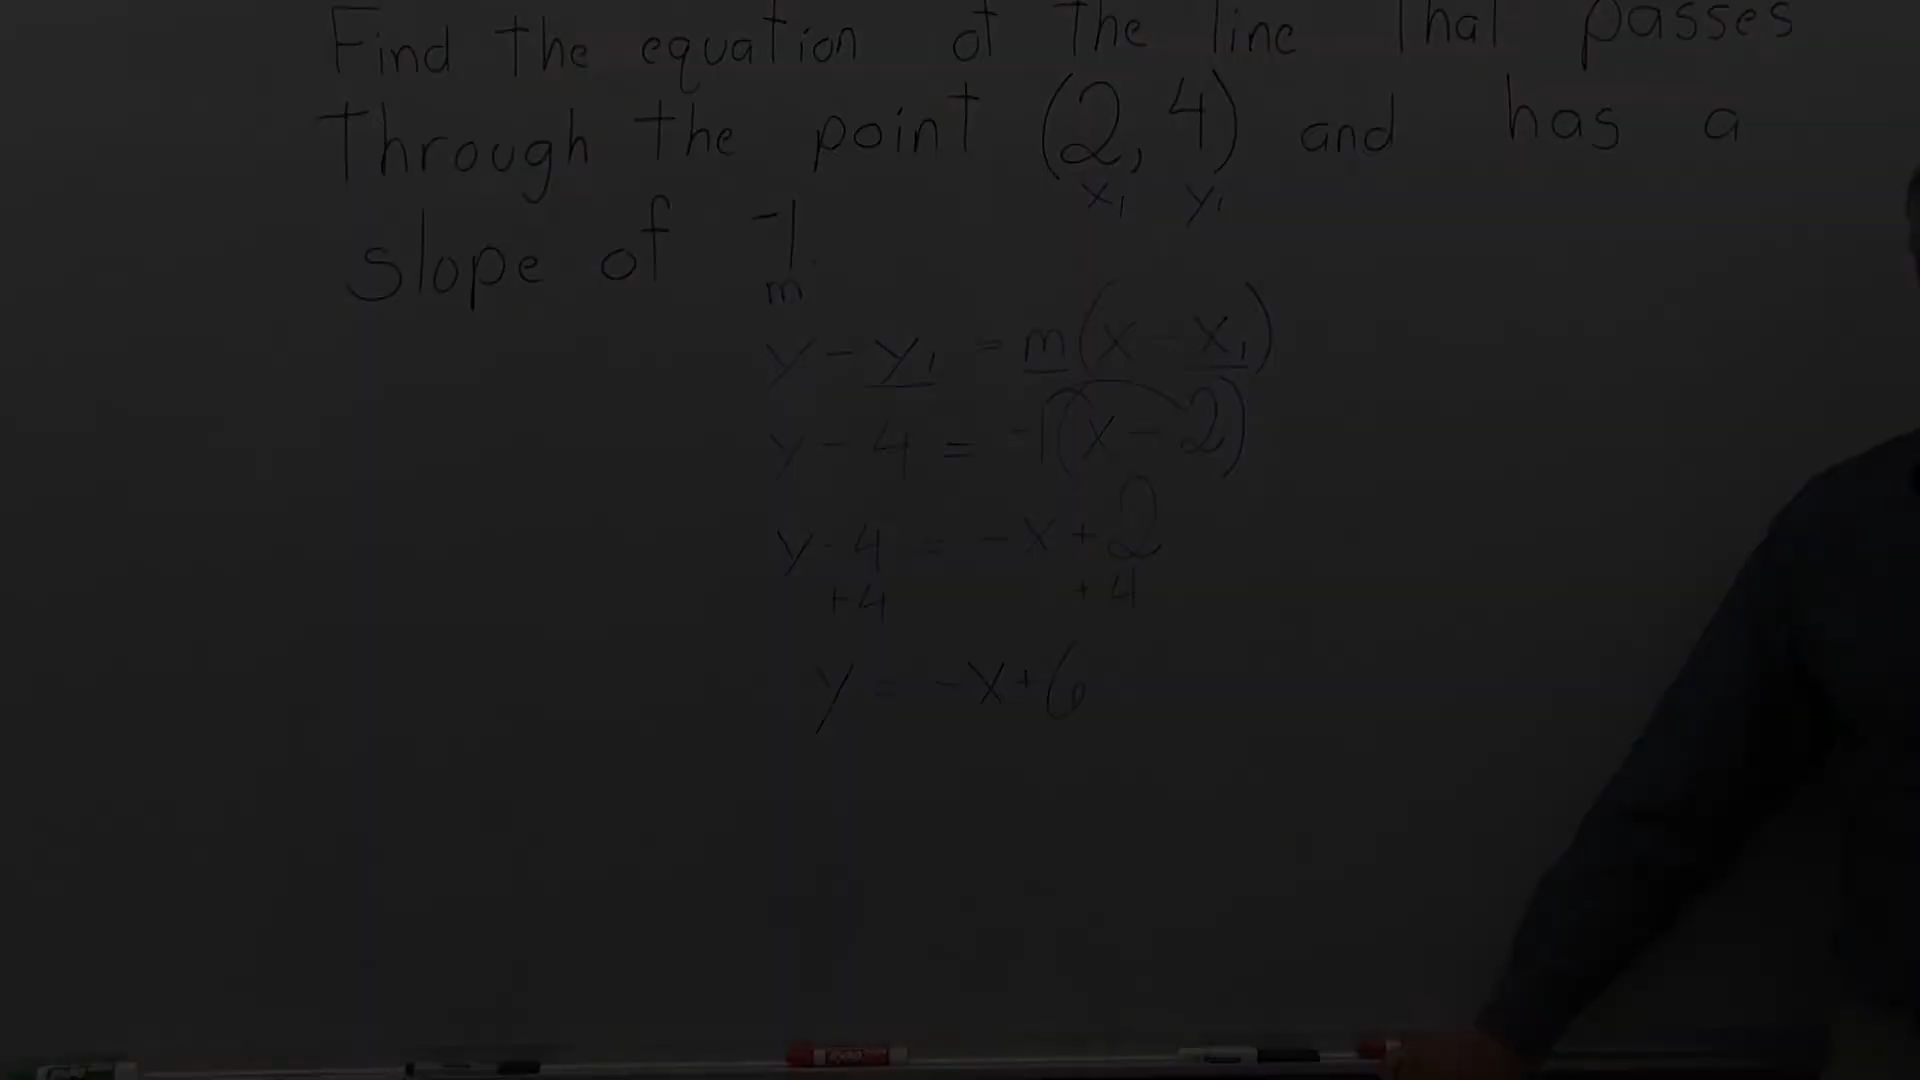 Find the equation of the line that passes
through the point (2, 4) and has a
x₁ y₁
slope of -1
m
y - y₁ = m(x - x₁)
y - 4 = -1(x - 2)
y - 4 = -x + 2
+4 +4
y = -x + 6